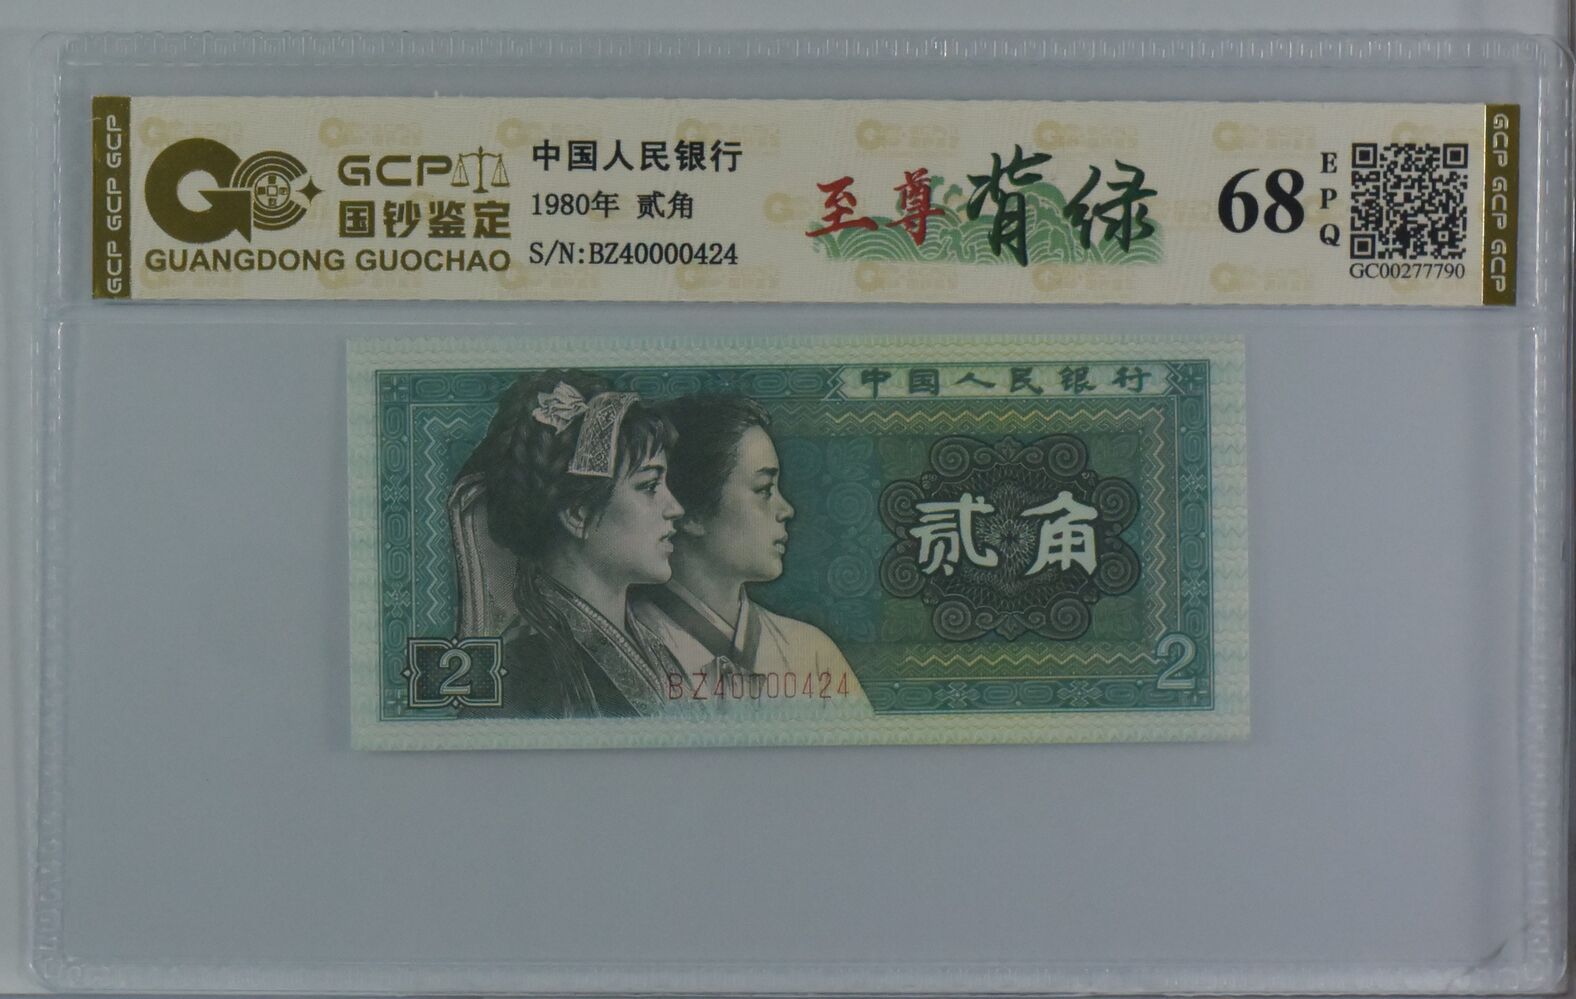 GCP GCP GCP
GCP
国钞鉴定
GUANGDONG GUOCHAO
中国人民银行
1980年 贰角
S/N:BZ40000424
至尊 背绿
68
EPQ
GC00277790
GCP GCP GCP
中国人民银行
贰角
2
BZ40000424
2